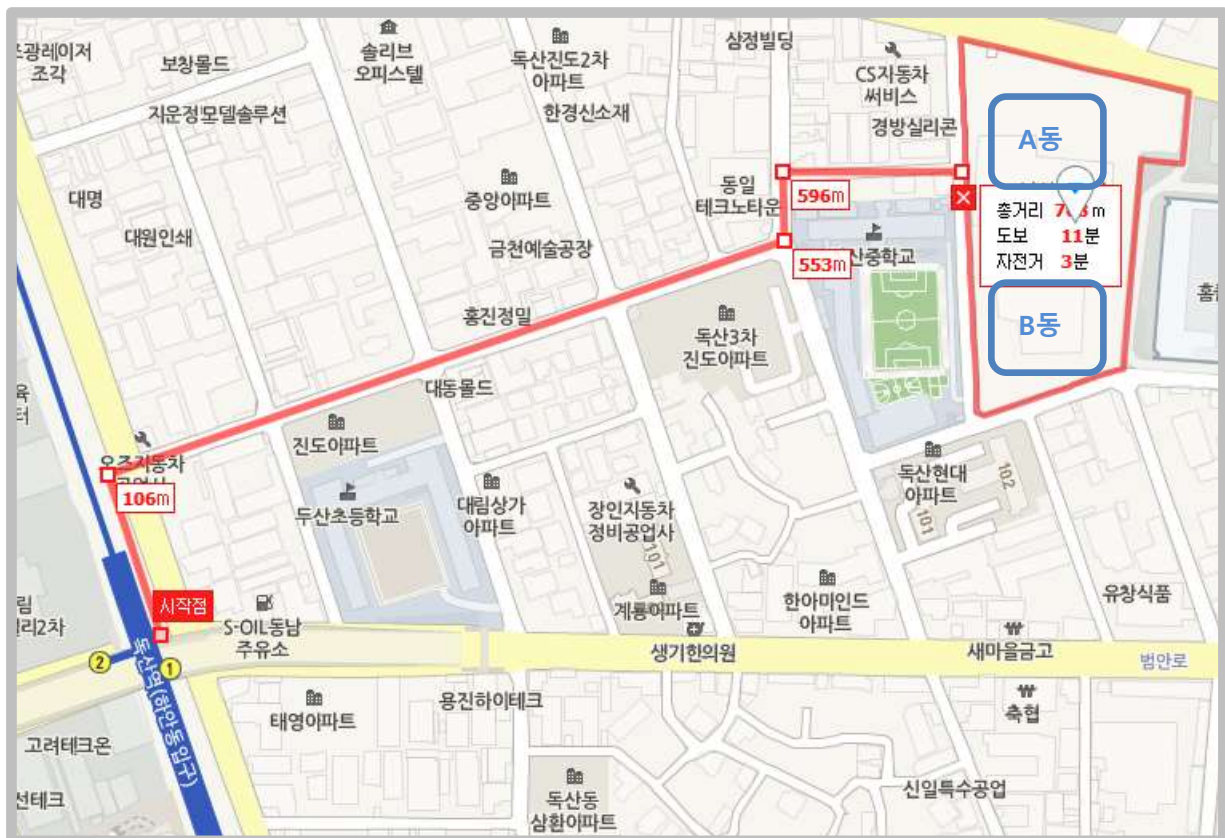 삼정빌딩
솔리브
오피스텔
독산진도2차
아파트
보창몰드
조각
CS자동차
써비스
지운정모델솔루션
한경신소재
경방실리콘
A동
대명
중앙아파트
동일
테크노타운
596m
총거리 m
도보 11분
자전거 3분
대원인쇄
금천예술공장
553m
홍진정밀
독산3차
진도아파트
B동
대동몰드
진도아파트
106m
독산현대
아파트
102
101
두산초등학교
대림상가
아파트
장인지동차
정비공업사
101
시작점
S-OIL동남
주유소
계룡아파트
한아미인드
아파트
유창식품
리2차
2
1
생기한의원
새마을금고
범안로
독산역(하안동입구)
태영아파트
용진하이테크
축협
고려테크온
선테크
독산동
삼환아파트
신일특수공업